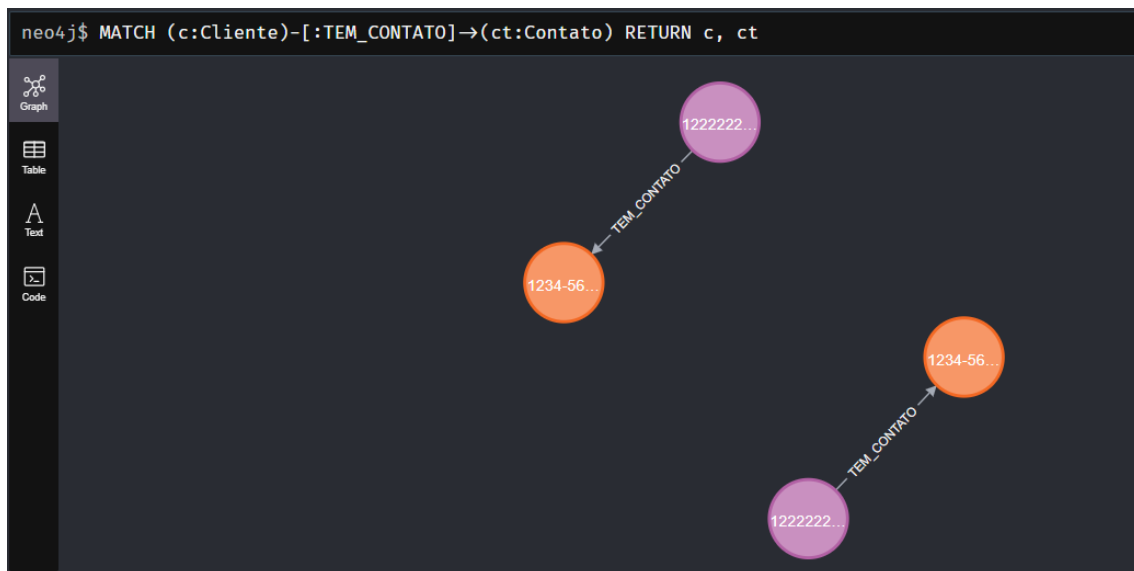 neo4j$ MATCH (c:Cliente)-[:TEM_CONTATO]→(ct:Contato) RETURN c, ct
Graph
Table
Text
Code
1222222...
TEM_CONTATO
1234-56...
1234-56...
TEM_CONTATO
1222222...